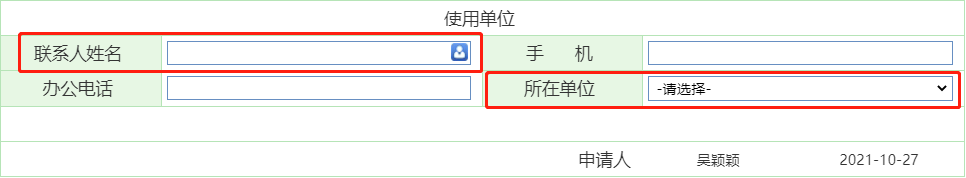 使用单位
联系人姓名 手 机
办公电话 所在单位 -请选择-
申请人 吴颖颖 2021-10-27